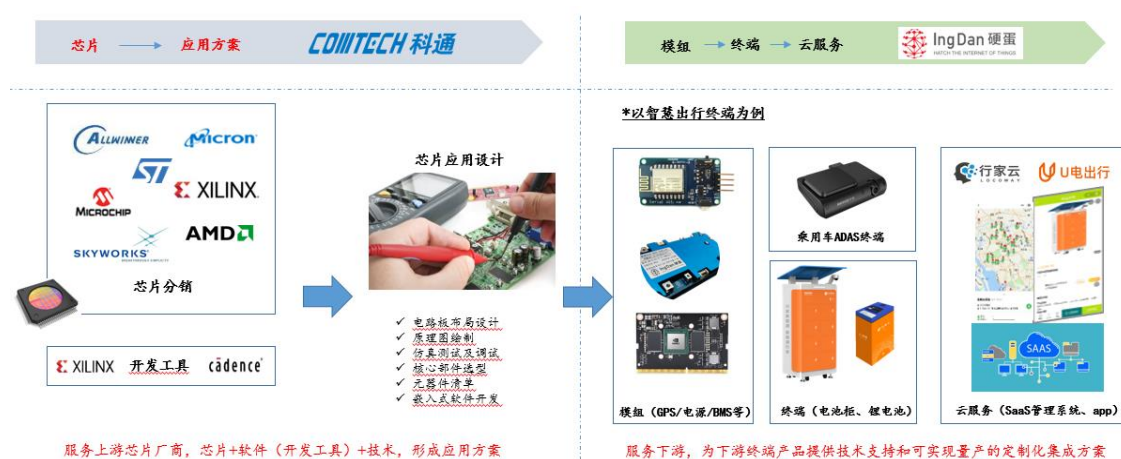 芯片 应用方案 COMTECH 科通
模组 终端 云服务 IngDan 硬蛋
HATCH THE INTERNET OF THINGS
*以智慧出行终端为例
ALLWINNER Micron
ST
MICROCHIP XILINX
SKYWORKS AMD
芯片分销
XILINX 开发工具 cādence
芯片应用设计
✓ 电路板布局设计
✓ 原理图绘制
✓ 仿真测试及调试
✓ 核心部件选型
✓ 元器件清单
✓ 嵌入式软件开发
模组（GPS/电源/BMS等）
乘用车ADAS终端
终端（电池柜、锂电池）
行家云 U电出行
LOCOWAY
SAAS
云服务（SaaS管理系统、app）
服务上游芯片厂商，芯片+软件（开发工具）+技术，形成应用方案
服务下游，为下游终端产品提供技术支持和可实现量产的定制化集成方案